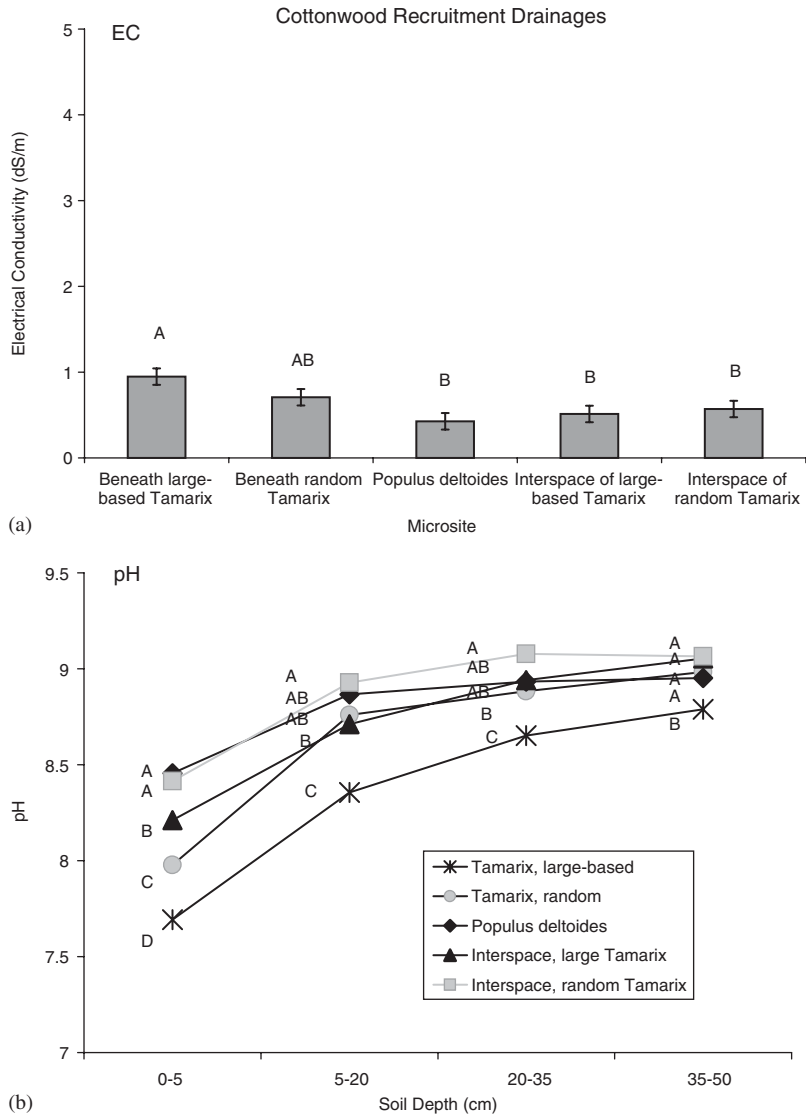 Cottonwood Recruitment Drainages
EC
5
4
3
2
1
0
Electrical Conductivity (dS/m)
A
AB
B
B
B
Beneath large-
based Tamarix
Beneath random
Tamarix
Populus deltoides
Interspace of large-
based Tamarix
Interspace of
random Tamarix
Microsite
(a)
pH
9.5
9
8.5
8
7.5
7
pH
A
A
B
C
D
A
AB
AB
B
C
A
AB
AB
B
C
A
A
A
A
B
Tamarix, large-based
Tamarix, random
Populus deltoides
Interspace, large Tamarix
Interspace, random Tamarix
0-5
5-20
20-35
35-50
Soil Depth (cm)
(b)